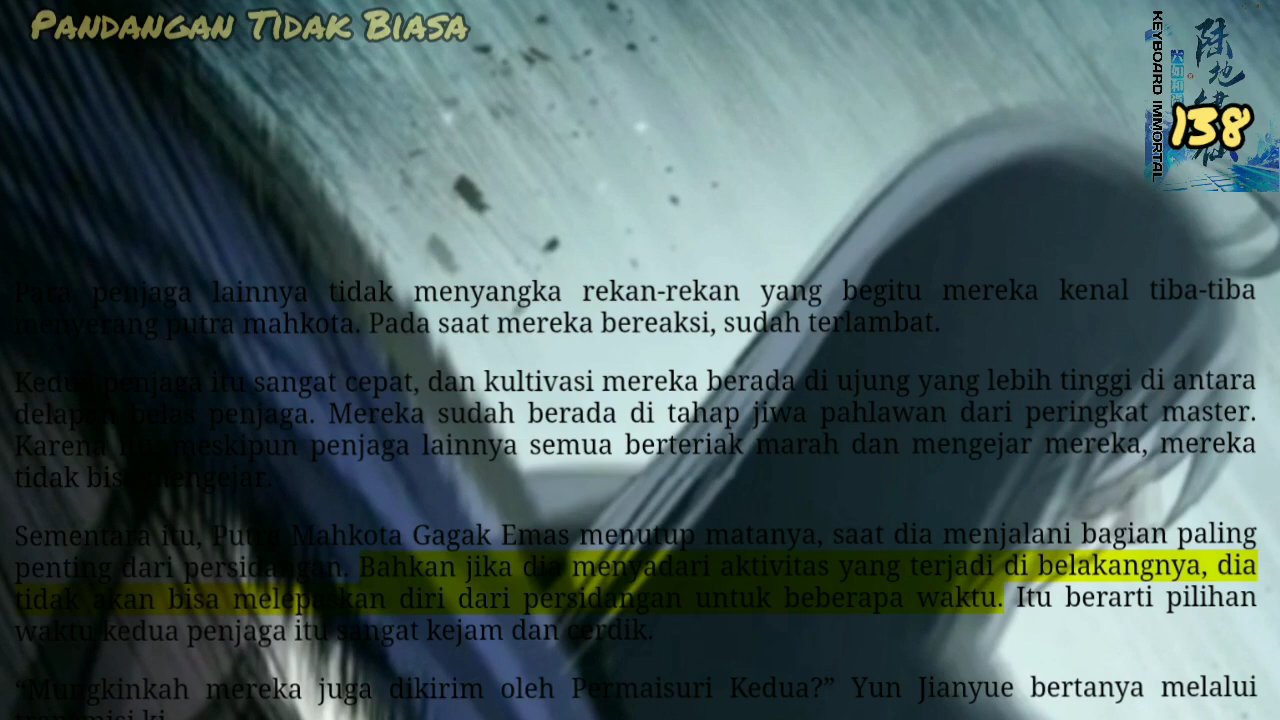 Pandangan Tidak Biasa
KEYBOARD IMMORTAL
陆地键仙
138
Para penjaga lainnya tidak menyangka rekan-rekan yang begitu mereka kenal tiba-tiba
menyerang putra mahkota. Pada saat mereka bereaksi, sudah terlambat.
Kedua penjaga itu sangat cepat, dan kultivasi mereka berada di ujung yang lebih tinggi di antara
delapan belas penjaga. Mereka sudah berada di tahap jiwa pahlawan dari peringkat master.
Karena itu, meskipun penjaga lainnya semua berteriak marah dan mengejar mereka, mereka
tidak bisa mengejar.
Sementara itu, Putra Mahkota Gagak Emas menutup matanya, saat dia menjalani bagian paling
penting dari persidangan. Bahkan jika dia menyadari aktivitas yang terjadi di belakangnya, dia
tidak akan bisa melepaskan diri dari persidangan untuk beberapa waktu. Itu berarti pilihan
waktu kedua penjaga itu sangat kejam dan cerdik.
“Mungkinkah mereka juga dikirim oleh Permaisuri Kedua?” Yun Jianyue bertanya melalui
transmisi ki.